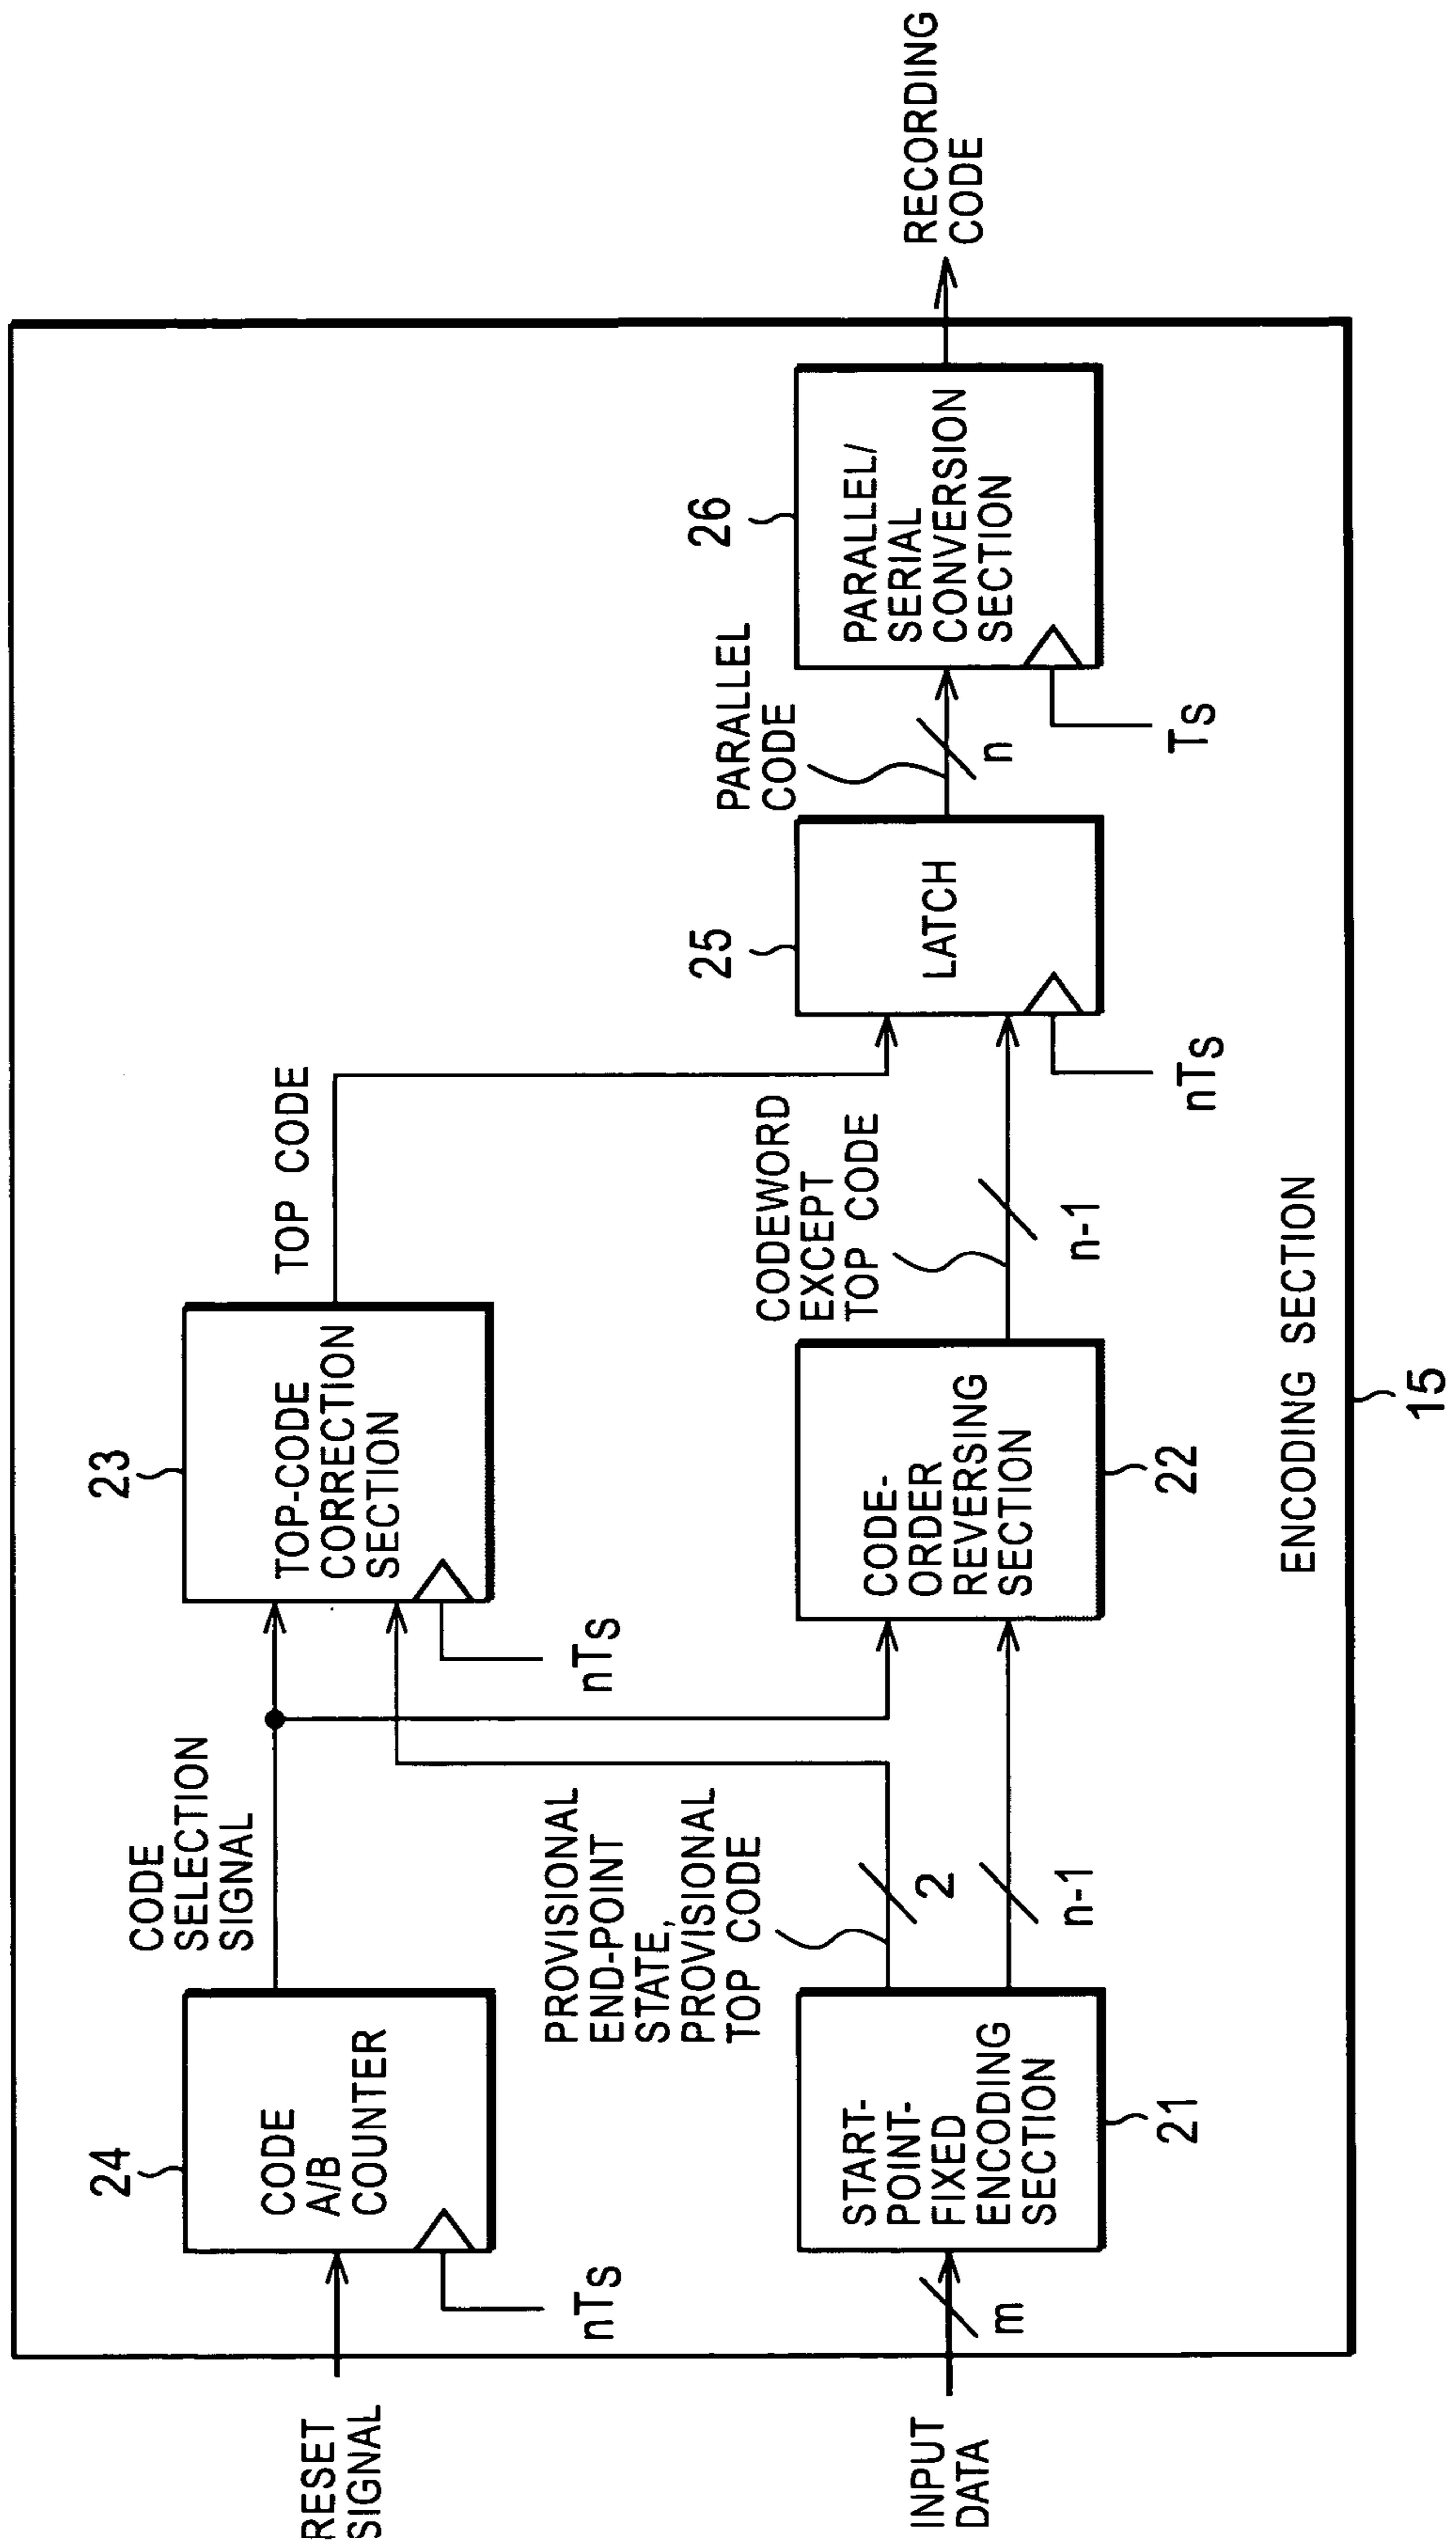 RESET
SIGNAL
nTs
24
CODE
A/B
COUNTER
CODE
SELECTION
SIGNAL
nTs
23
TOP-CODE
CORRECTION
SECTION
TOP CODE
INPUT
DATA
m
START-
POINT-
FIXED
ENCODING
SECTION
21
PROVISIONAL
END-POINT
STATE,
PROVISIONAL
TOP CODE
2
n-1
CODE-
ORDER
REVERSING
SECTION
22
CODEWORD
EXCEPT
TOP CODE
n-1
nTs
25
LATCH
PARALLEL
CODE
n
Ts
26
PARALLEL/
SERIAL
CONVERSION
SECTION
RECORDING
CODE
ENCODING SECTION
15